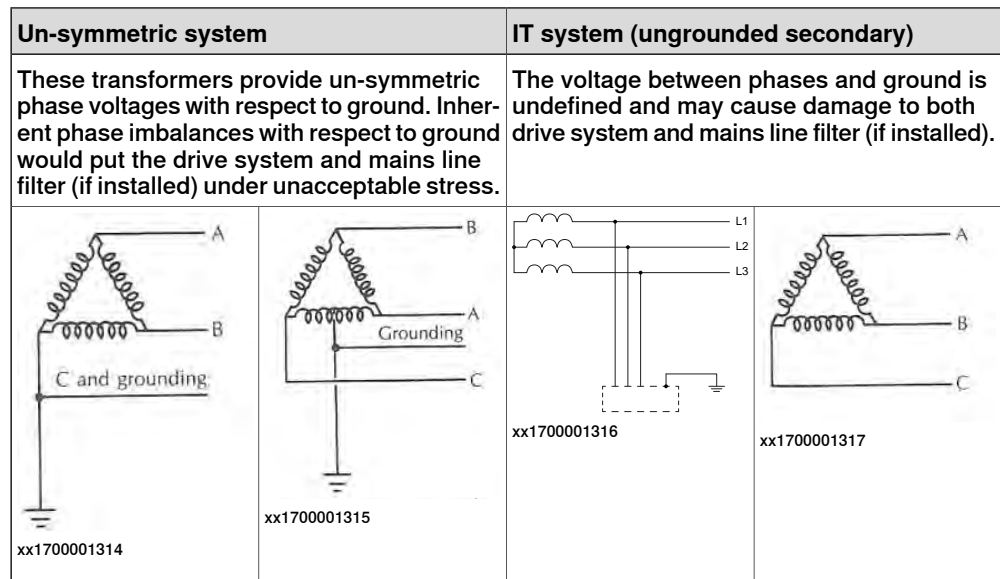 Un-symmetric system
IT system (ungrounded secondary)
These transformers provide un-symmetric
phase voltages with respect to ground. Inher-
ent phase imbalances with respect to ground
would put the drive system and mains line
filter (if installed) under unacceptable stress.
The voltage between phases and ground is
undefined and may cause damage to both
drive system and mains line filter (if installed).
A
B
C and grounding
xx1700001314
B
A
Grounding
C
xx1700001315
L1
L2
L3
xx1700001316
A
B
C
xx1700001317